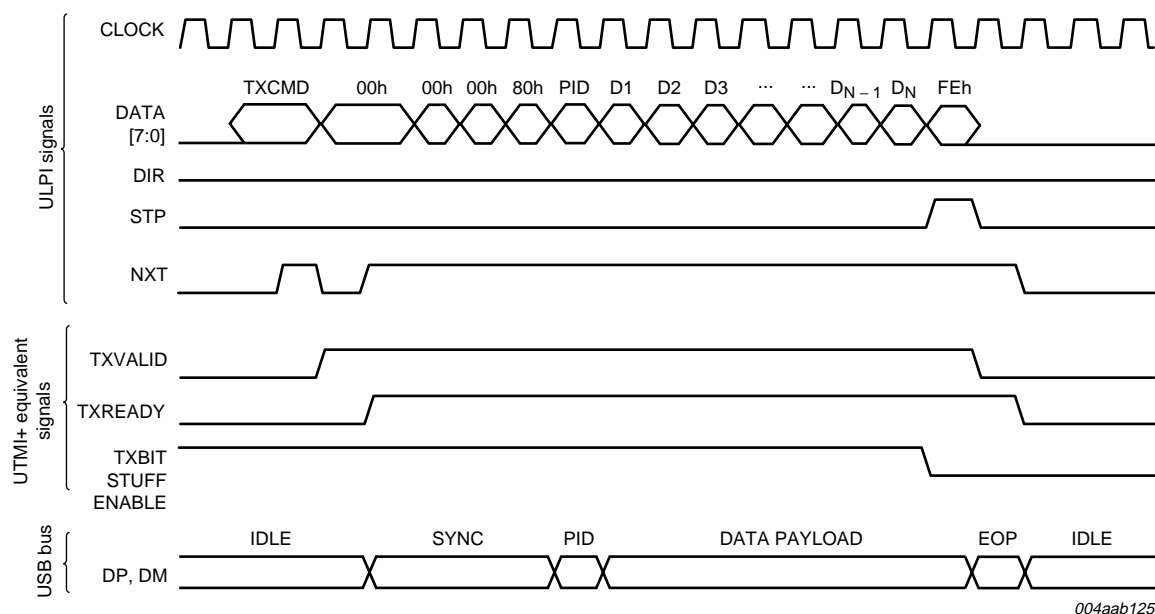 CLOCK
TXCMD 00h 00h 00h 80h PID D1 D2 D3 ... ... DN – 1 DN FEh
DATA
[7:0]
DIR
STP
NXT
ULPI signals
TXVALID
TXREADY
TXBIT
STUFF
ENABLE
UTMI+ equivalent
signals
IDLE SYNC PID DATA PAYLOAD EOP IDLE
DP, DM
USB bus
004aab125